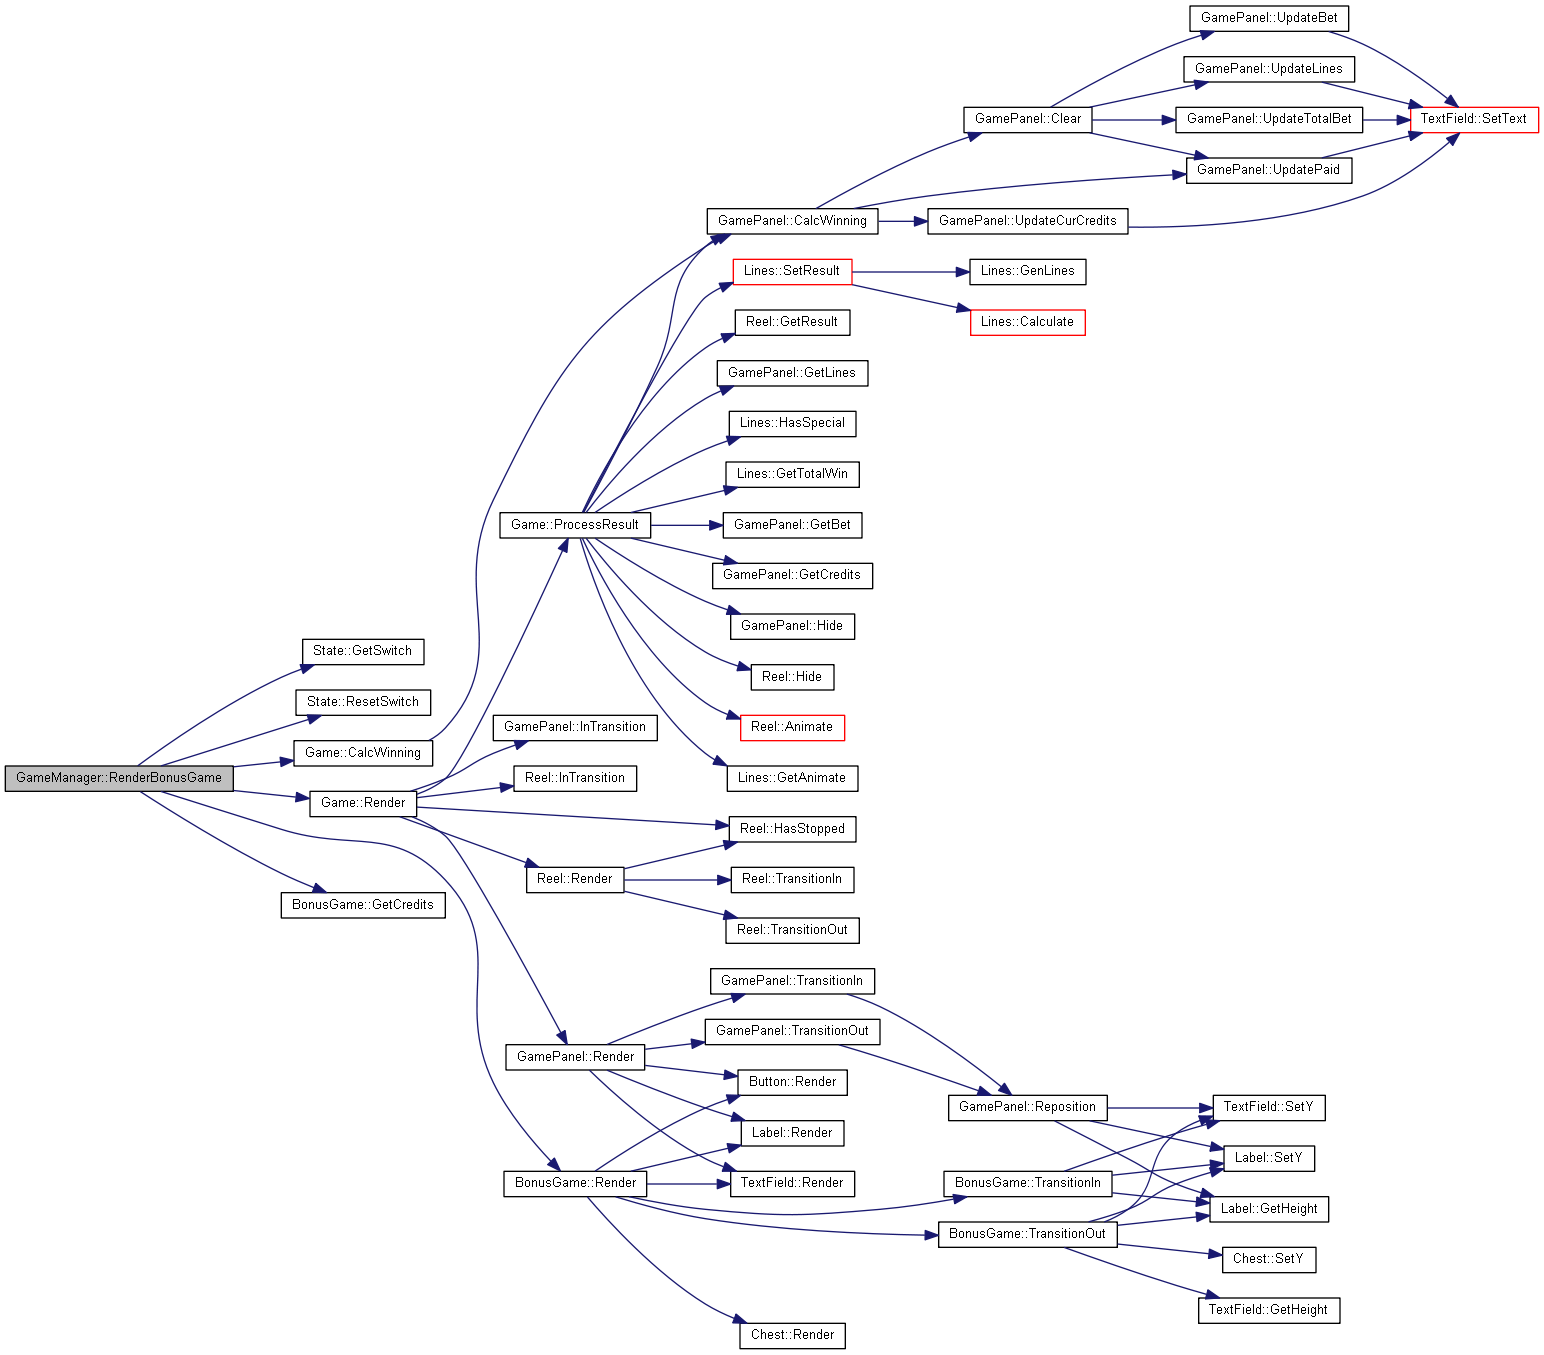 GamePanel::UpdateBet
GamePanel::UpdateLines
GamePanel::Clear
GamePanel::UpdateTotalBet
TextField::SetText
GamePanel::UpdatePaid
GamePanel::CalcWinning
GamePanel::UpdateCurCredits
Lines::SetResult
Lines::GenLines
Reel::GetResult
Lines::Calculate
GamePanel::GetLines
Lines::HasSpecial
Lines::GetTotalWin
Game::ProcessResult
GamePanel::GetBet
GamePanel::GetCredits
GamePanel::Hide
State::GetSwitch
Reel::Hide
State::ResetSwitch
GamePanel::InTransition
Reel::Animate
Game::CalcWinning
GameManager::RenderBonusGame
Reel::InTransition
Lines::GetAnimate
Game::Render
Reel::HasStopped
Reel::Render
Reel::TransitionIn
BonusGame::GetCredits
Reel::TransitionOut
GamePanel::TransitionIn
GamePanel::TransitionOut
GamePanel::Render
Button::Render
GamePanel::Reposition
TextField::SetY
Label::Render
Label::SetY
BonusGame::Render
TextField::Render
BonusGame::TransitionIn
Label::GetHeight
BonusGame::TransitionOut
Chest::SetY
TextField::GetHeight
Chest::Render